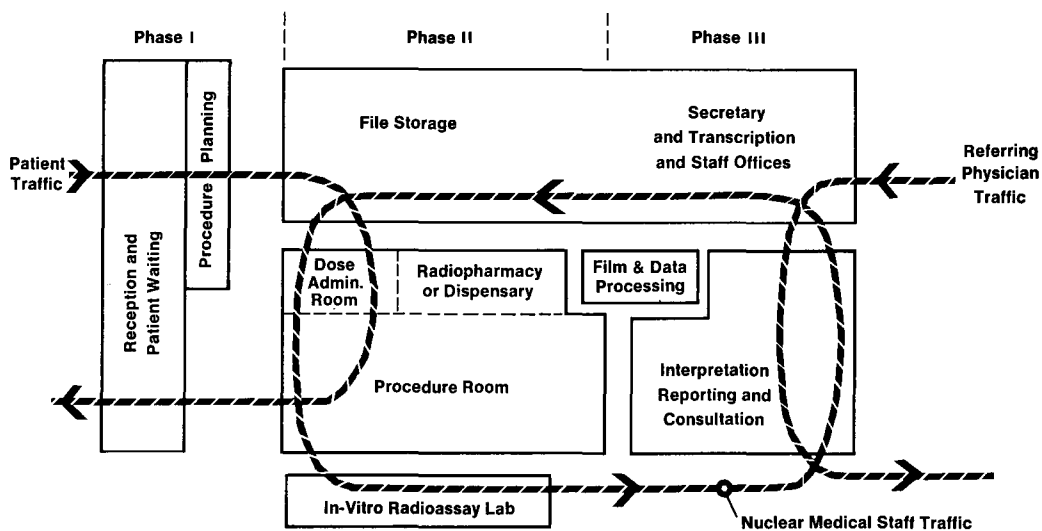 Phase I
Phase II
Phase III
File Storage
Secretary
and Transcription
and Staff Offices
Patient
Traffic
Procedure Planning
Referring
Physician
Traffic
Reception and
Patient Waiting
Dose
Admin.
Room
Radiopharmacy
or Dispensary
Film & Data
Processing
Procedure Room
Interpretation
Reporting and
Consultation
In-Vitro Radioassay Lab
Nuclear Medical Staff Traffic